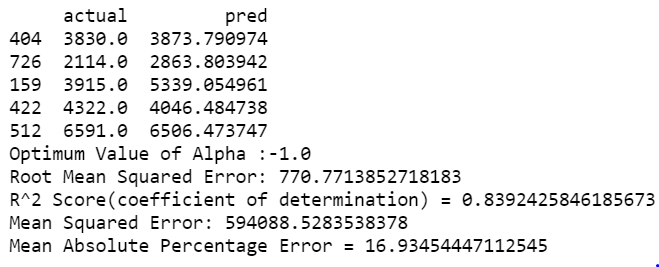 actual pred
404 3830.0 3873.790974
726 2114.0 2863.803942
159 3915.0 5339.054961
422 4322.0 4046.484738
512 6591.0 6506.473747
Optimum Value of Alpha :-1.0
Root Mean Squared Error: 770.7713852718183
R^2 Score(coefficient of determination) = 0.8392425846185673
Mean Squared Error: 594088.5283538378
Mean Absolute Percentage Error = 16.93454447112545